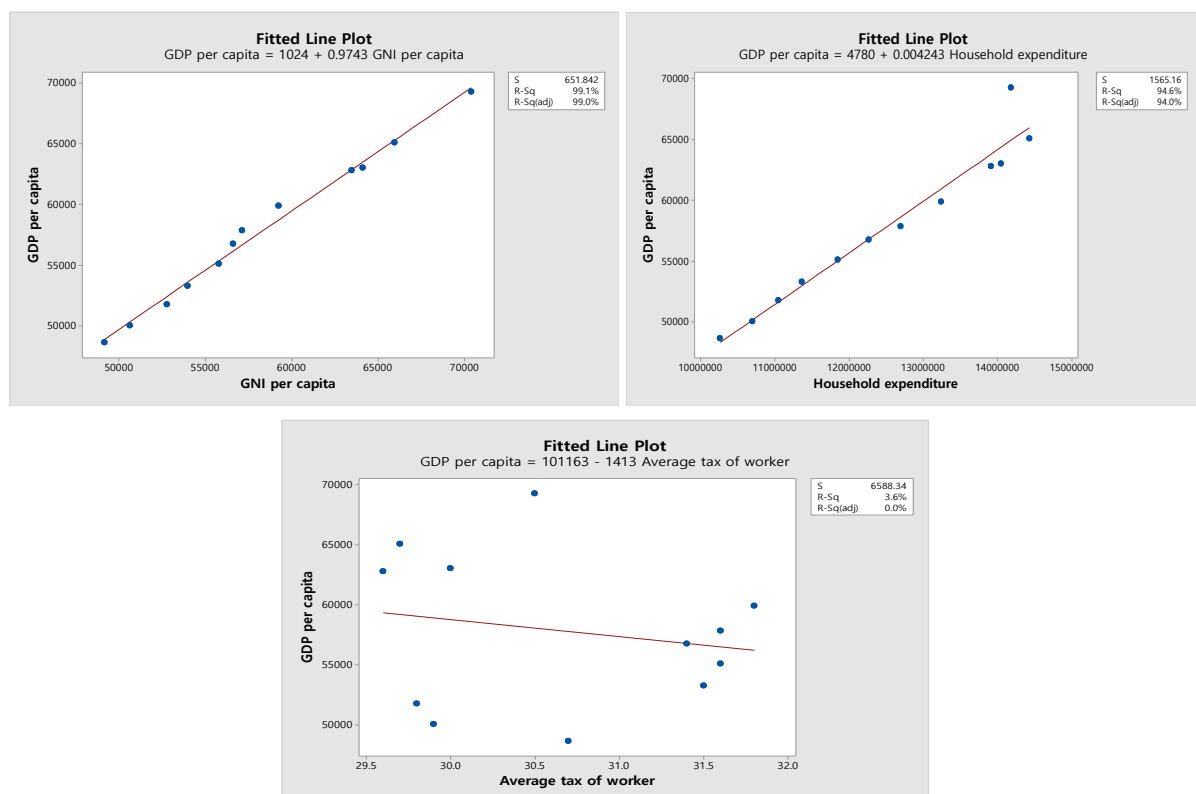 Fitted Line Plot
GDP per capita = 1024 + 0.9743 GNI per capita
S 651.842
R-Sq 99.1%
R-Sq(adj) 99.0%
70000
65000
60000
55000
50000
GDP per capita
50000 55000 60000 65000 70000
GNI per capita
Fitted Line Plot
GDP per capita = 4780 + 0.004243 Household expenditure
S 1565.16
R-Sq 94.6%
R-Sq(adj) 94.0%
70000
65000
60000
55000
50000
GDP per capita
10000000 11000000 12000000 13000000 14000000 15000000
Household expenditure
Fitted Line Plot
GDP per capita = 101163 - 1413 Average tax of worker
S 6588.34
R-Sq 3.6%
R-Sq(adj) 0.0%
70000
65000
60000
55000
50000
GDP per capita
29.5 30.0 30.5 31.0 31.5 32.0
Average tax of worker